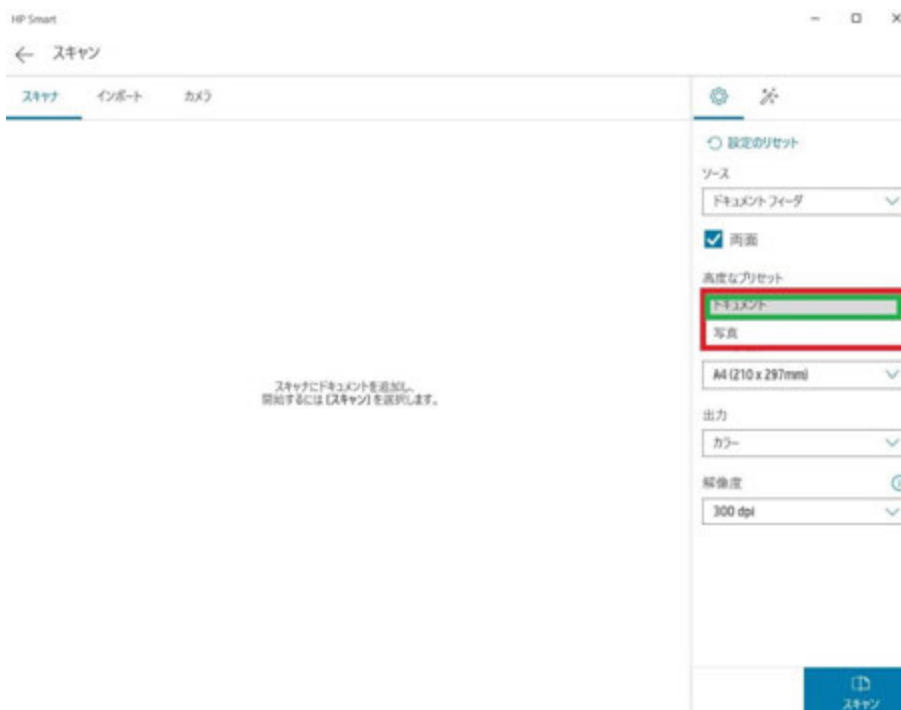 HP Smart
スキャン
スキャナ
インポート
カメラ
設定のリセット
ソース
ドキュメント フィーダ
両面
高度なプリセット
ドキュメント
写真
スキャナにドキュメントを追加し、
開始するには [スキャン] を選択します。
A4 (210 x 297mm)
出力
カラー
解像度
300 dpi
スキャン